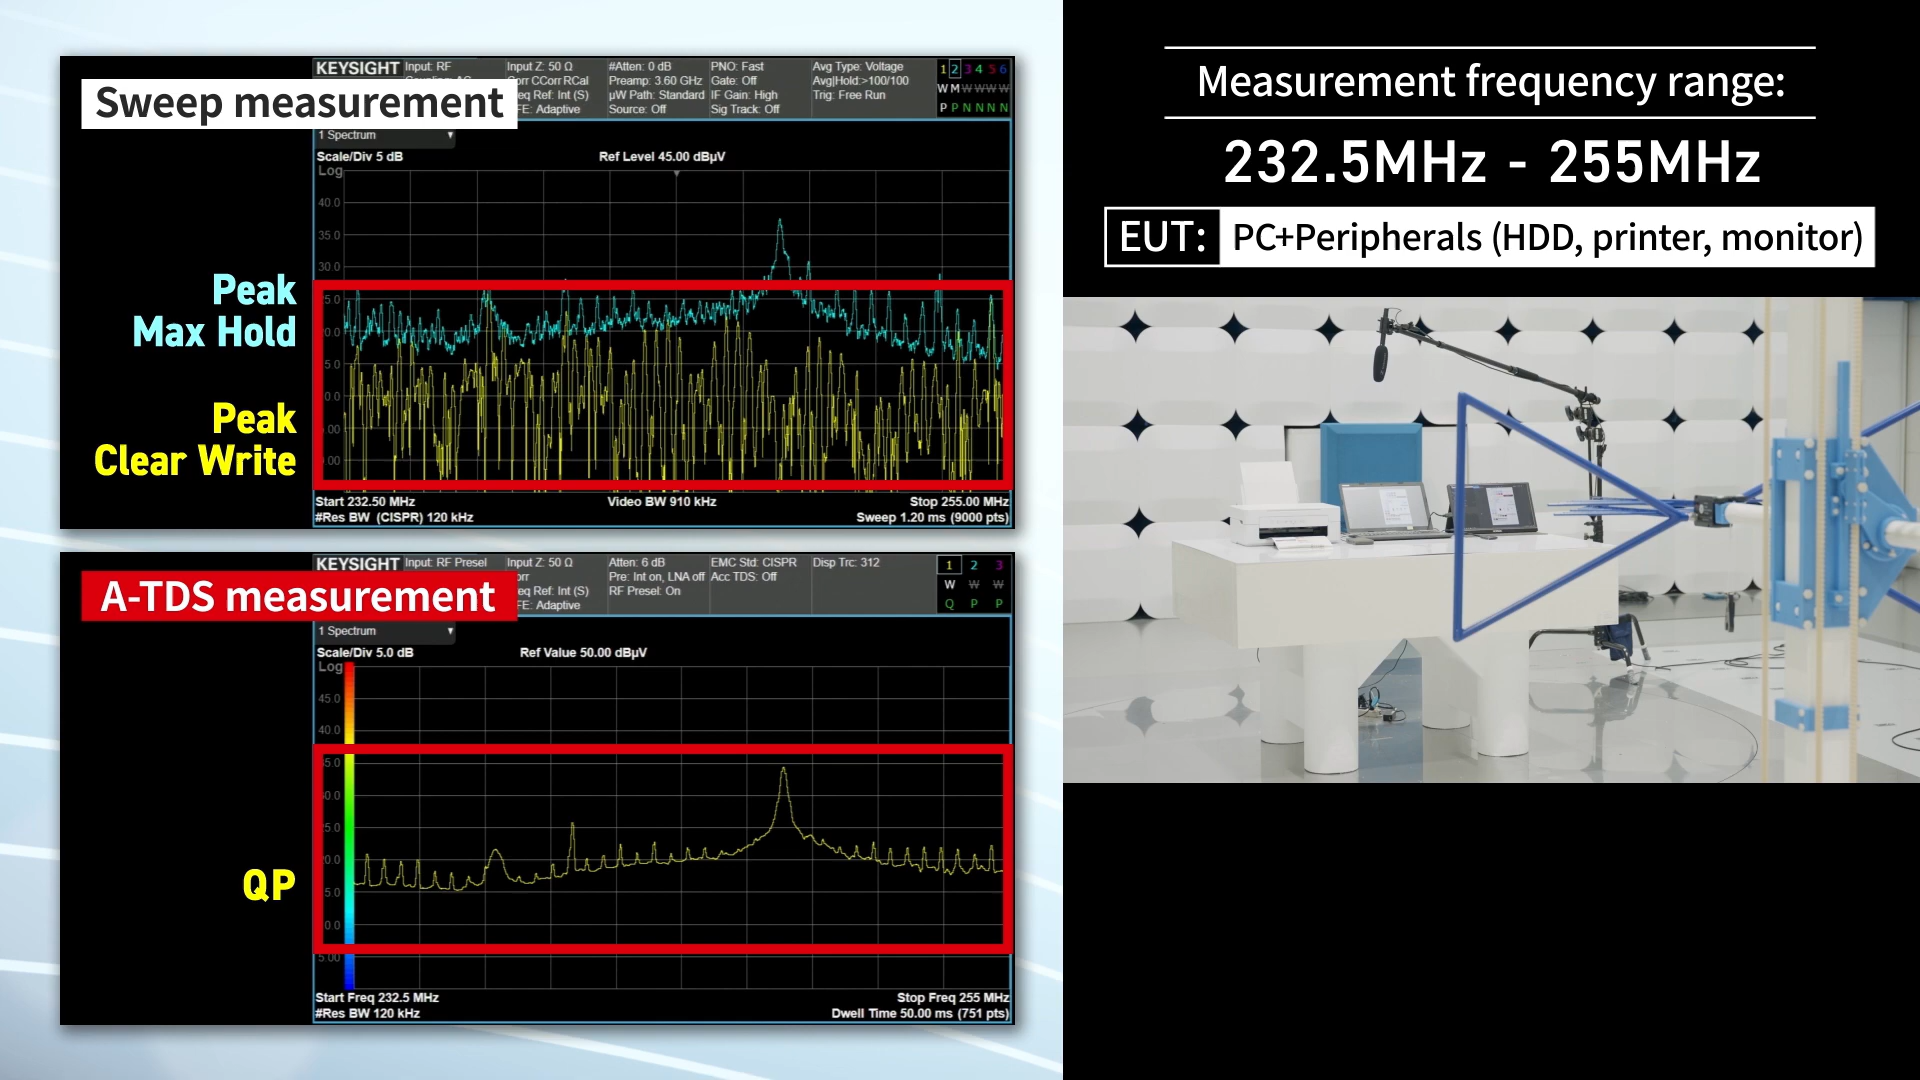 Sweep measurement
KEYSIGHT
Input: RF
Input Z: 50 Ω
Corr CCorr RCal
Freq Ref: Int (S)
FE: Adaptive
#Atten: 0 dB
Preamp: 3.60 GHz
µW Path: Standard
Source: Off
PNO: Fast
Gate: Off
IF Gain: High
Sig Track: Off
Avg Type: Voltage
Avg|Hold:>100/100
Trig: Free Run
1 2 3 4 5 6
W M W W W W
P P N N N N
1 Spectrum
Scale/Div 5 dB
Ref Level 45.00 dBµV
Log
40.0
35.0
30.0
Peak
Max Hold
Peak
Clear Write
Start 232.50 MHz
Video BW 910 kHz
Stop 255.00 MHz
#Res BW (CISPR) 120 kHz
Sweep 1.20 ms (9000 pts)
A-TDS measurement
KEYSIGHT
Input: RF Presel
Input Z: 50 Ω
Corr
Freq Ref: Int (S)
FE: Adaptive
Atten: 6 dB
Pre: Int on, LNA off
RF Presel: On
EMC Std: CISPR
Acc TDS: Off
Disp Trc: 312
1 2 3
W W W
Q P P
1 Spectrum
Scale/Div 5.0 dB
Ref Value 50.00 dBµV
Log
45.0
40.0
QP
5.00
Start Freq 232.5 MHz
Stop Freq 255 MHz
#Res BW 120 kHz
Dwell Time 50.00 ms (751 pts)
Measurement frequency range:
232.5MHz - 255MHz
EUT: PC+Peripherals (HDD, printer, monitor)